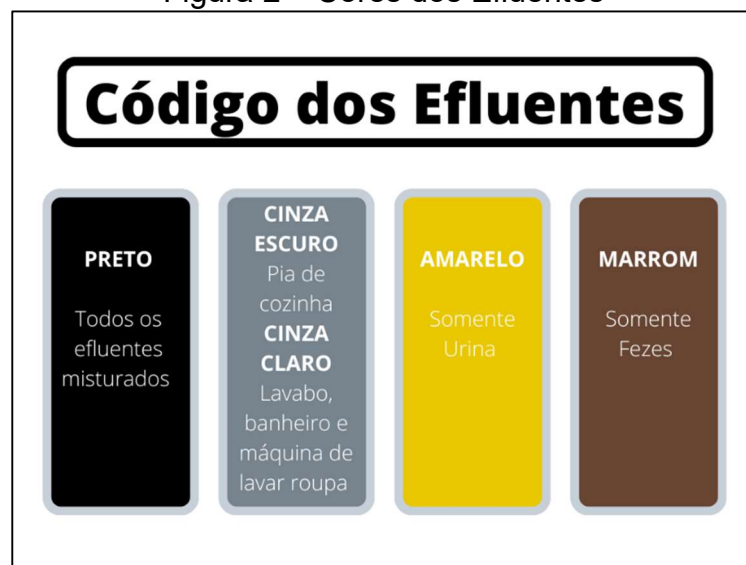 Código dos Efluentes
PRETO
Todos os
efluentes
misturados
CINZA
ESCURO
Pia de
cozinha
CINZA
CLARO
Lavabo,
banheiro e
máquina de
lavar roupa
AMARELO
Somente
Urina
MARROM
Somente
Fezes